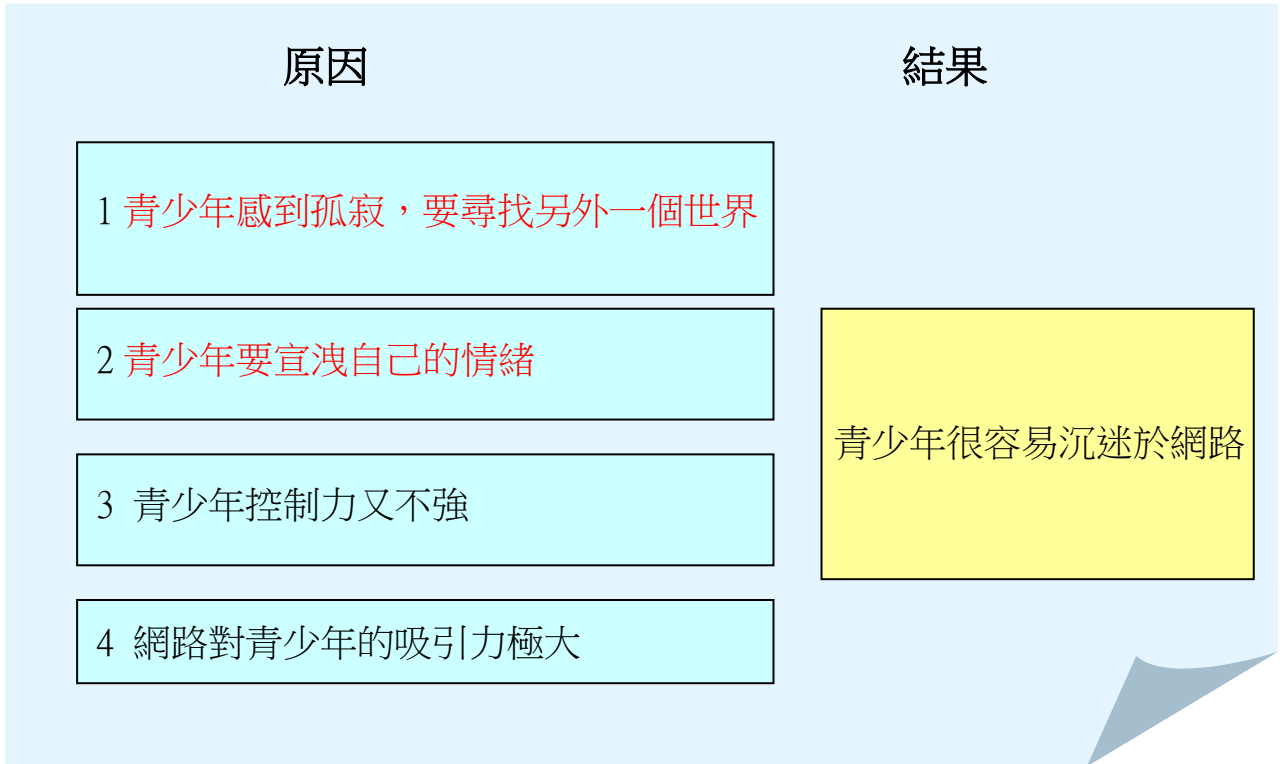 原因
結果
1 青少年感到孤寂，要尋找另外一個世界
2 青少年要宣洩自己的情緒
3 青少年控制力又不強
4 網路對青少年的吸引力極大
青少年很容易沉迷於網路